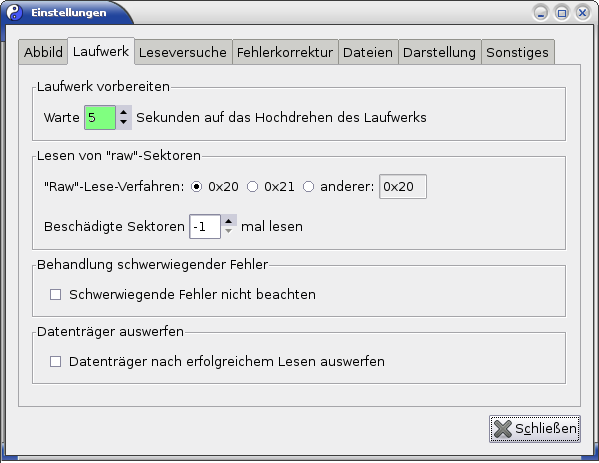 Einstellungen
Abbild Laufwerk Leseversuche Fehlerkorrektur Dateien Darstellung Sonstiges
Laufwerk vorbereiten
Warte 5 Sekunden auf das Hochdrehen des Laufwerks
Lesen von "raw"-Sektoren
"Raw"-Lese-Verfahren: 0x20 0x21 anderer: 0x20
Beschädigte Sektoren -1 mal lesen
Behandlung schwerwiegender Fehler
Schwerwiegende Fehler nicht beachten
Datenträger auswerfen
Datenträger nach erfolgreichem Lesen auswerfen
Schließen